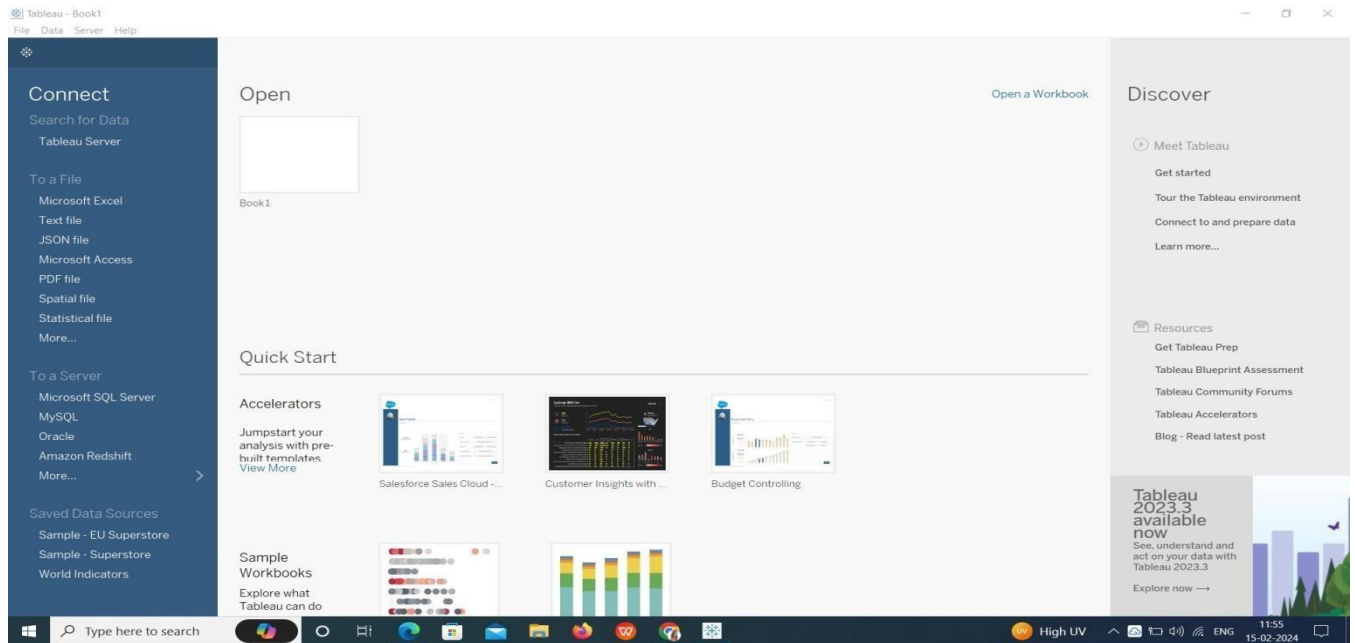 Tableau - Book1
File Data Server Help
Connect
Search for Data
Tableau Server
To a File
Microsoft Excel
Text file
JSON file
Microsoft Access
PDF file
Spatial file
Statistical file
More...
To a Server
Microsoft SQL Server
MySQL
Oracle
Amazon Redshift
More...
Saved Data Sources
Sample - EU Superstore
Sample - Superstore
World Indicators
Open
Open a Workbook
Book1
Quick Start
Accelerators
Jumpstart your
analysis with pre-
built templates
View More
Salesforce Sales Cloud -...
Customer Insights with ...
Budget Controlling
Sample
Workbooks
Explore what
Tableau can do
Discover
Meet Tableau
Get started
Tour the Tableau environment
Connect to and prepare data
Learn more...
Resources
Get Tableau Prep
Tableau Blueprint Assessment
Tableau Community Forums
Tableau Accelerators
Blog - Read latest post
Tableau
2023.3
available
now
See, understand and
act on your data with
Tableau 2023.3
Explore now →
Type here to search
High UV
ENG
11:55
15-02-2024